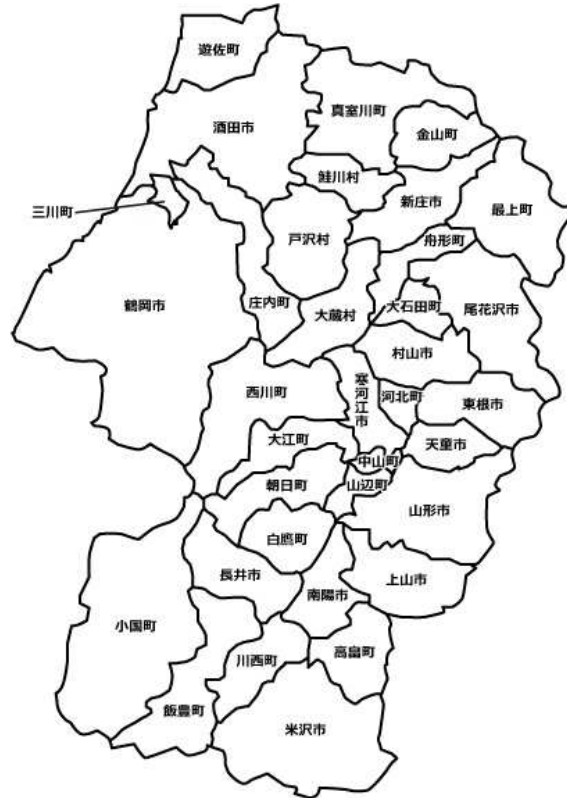 遊佐町
真室川町
酒田市
金山町
鮭川村
新庄市
最上町
三川町
戸沢村
舟形町
鶴岡市
庄内町
大蔵村
大石田町
尾花沢市
村山市
西川町
寒河江市
河北町
東根市
大江町
天童市
中山町
朝日町
山辺町
山形市
白鷹町
長井市
上山市
南陽市
小国町
川西町
高畠町
飯豊町
米沢市